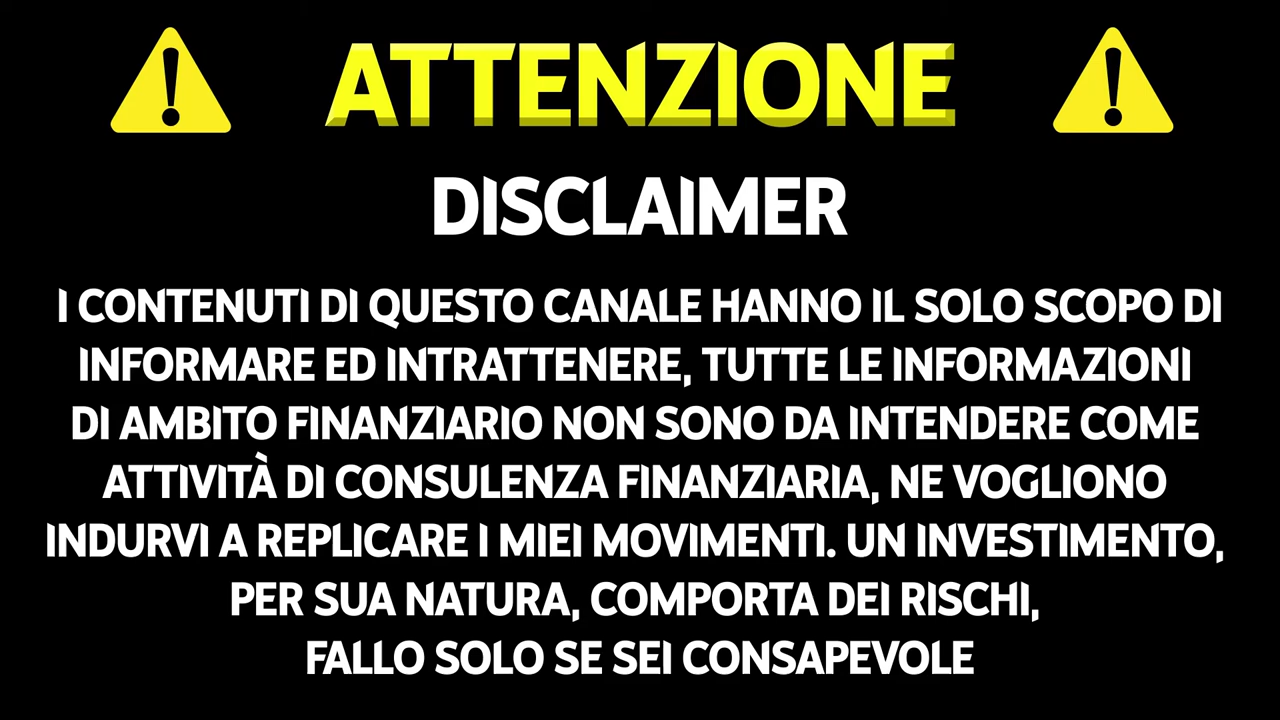 ATTENZIONE
DISCLAIMER
I CONTENUTI DI QUESTO CANALE HANNO IL SOLO SCOPO DI
INFORMARE ED INTRATTENERE, TUTTE LE INFORMAZIONI
DI AMBITO FINANZIARIO NON SONO DA INTENDERE COME
ATTIVITÀ DI CONSULENZA FINANZIARIA, NE VOGLIONO
INDURVI A REPLICARE I MIEI MOVIMENTI. UN INVESTIMENTO,
PER SUA NATURA, COMPORTA DEI RISCHI,
FALLO SOLO SE SEI CONSAPEVOLE